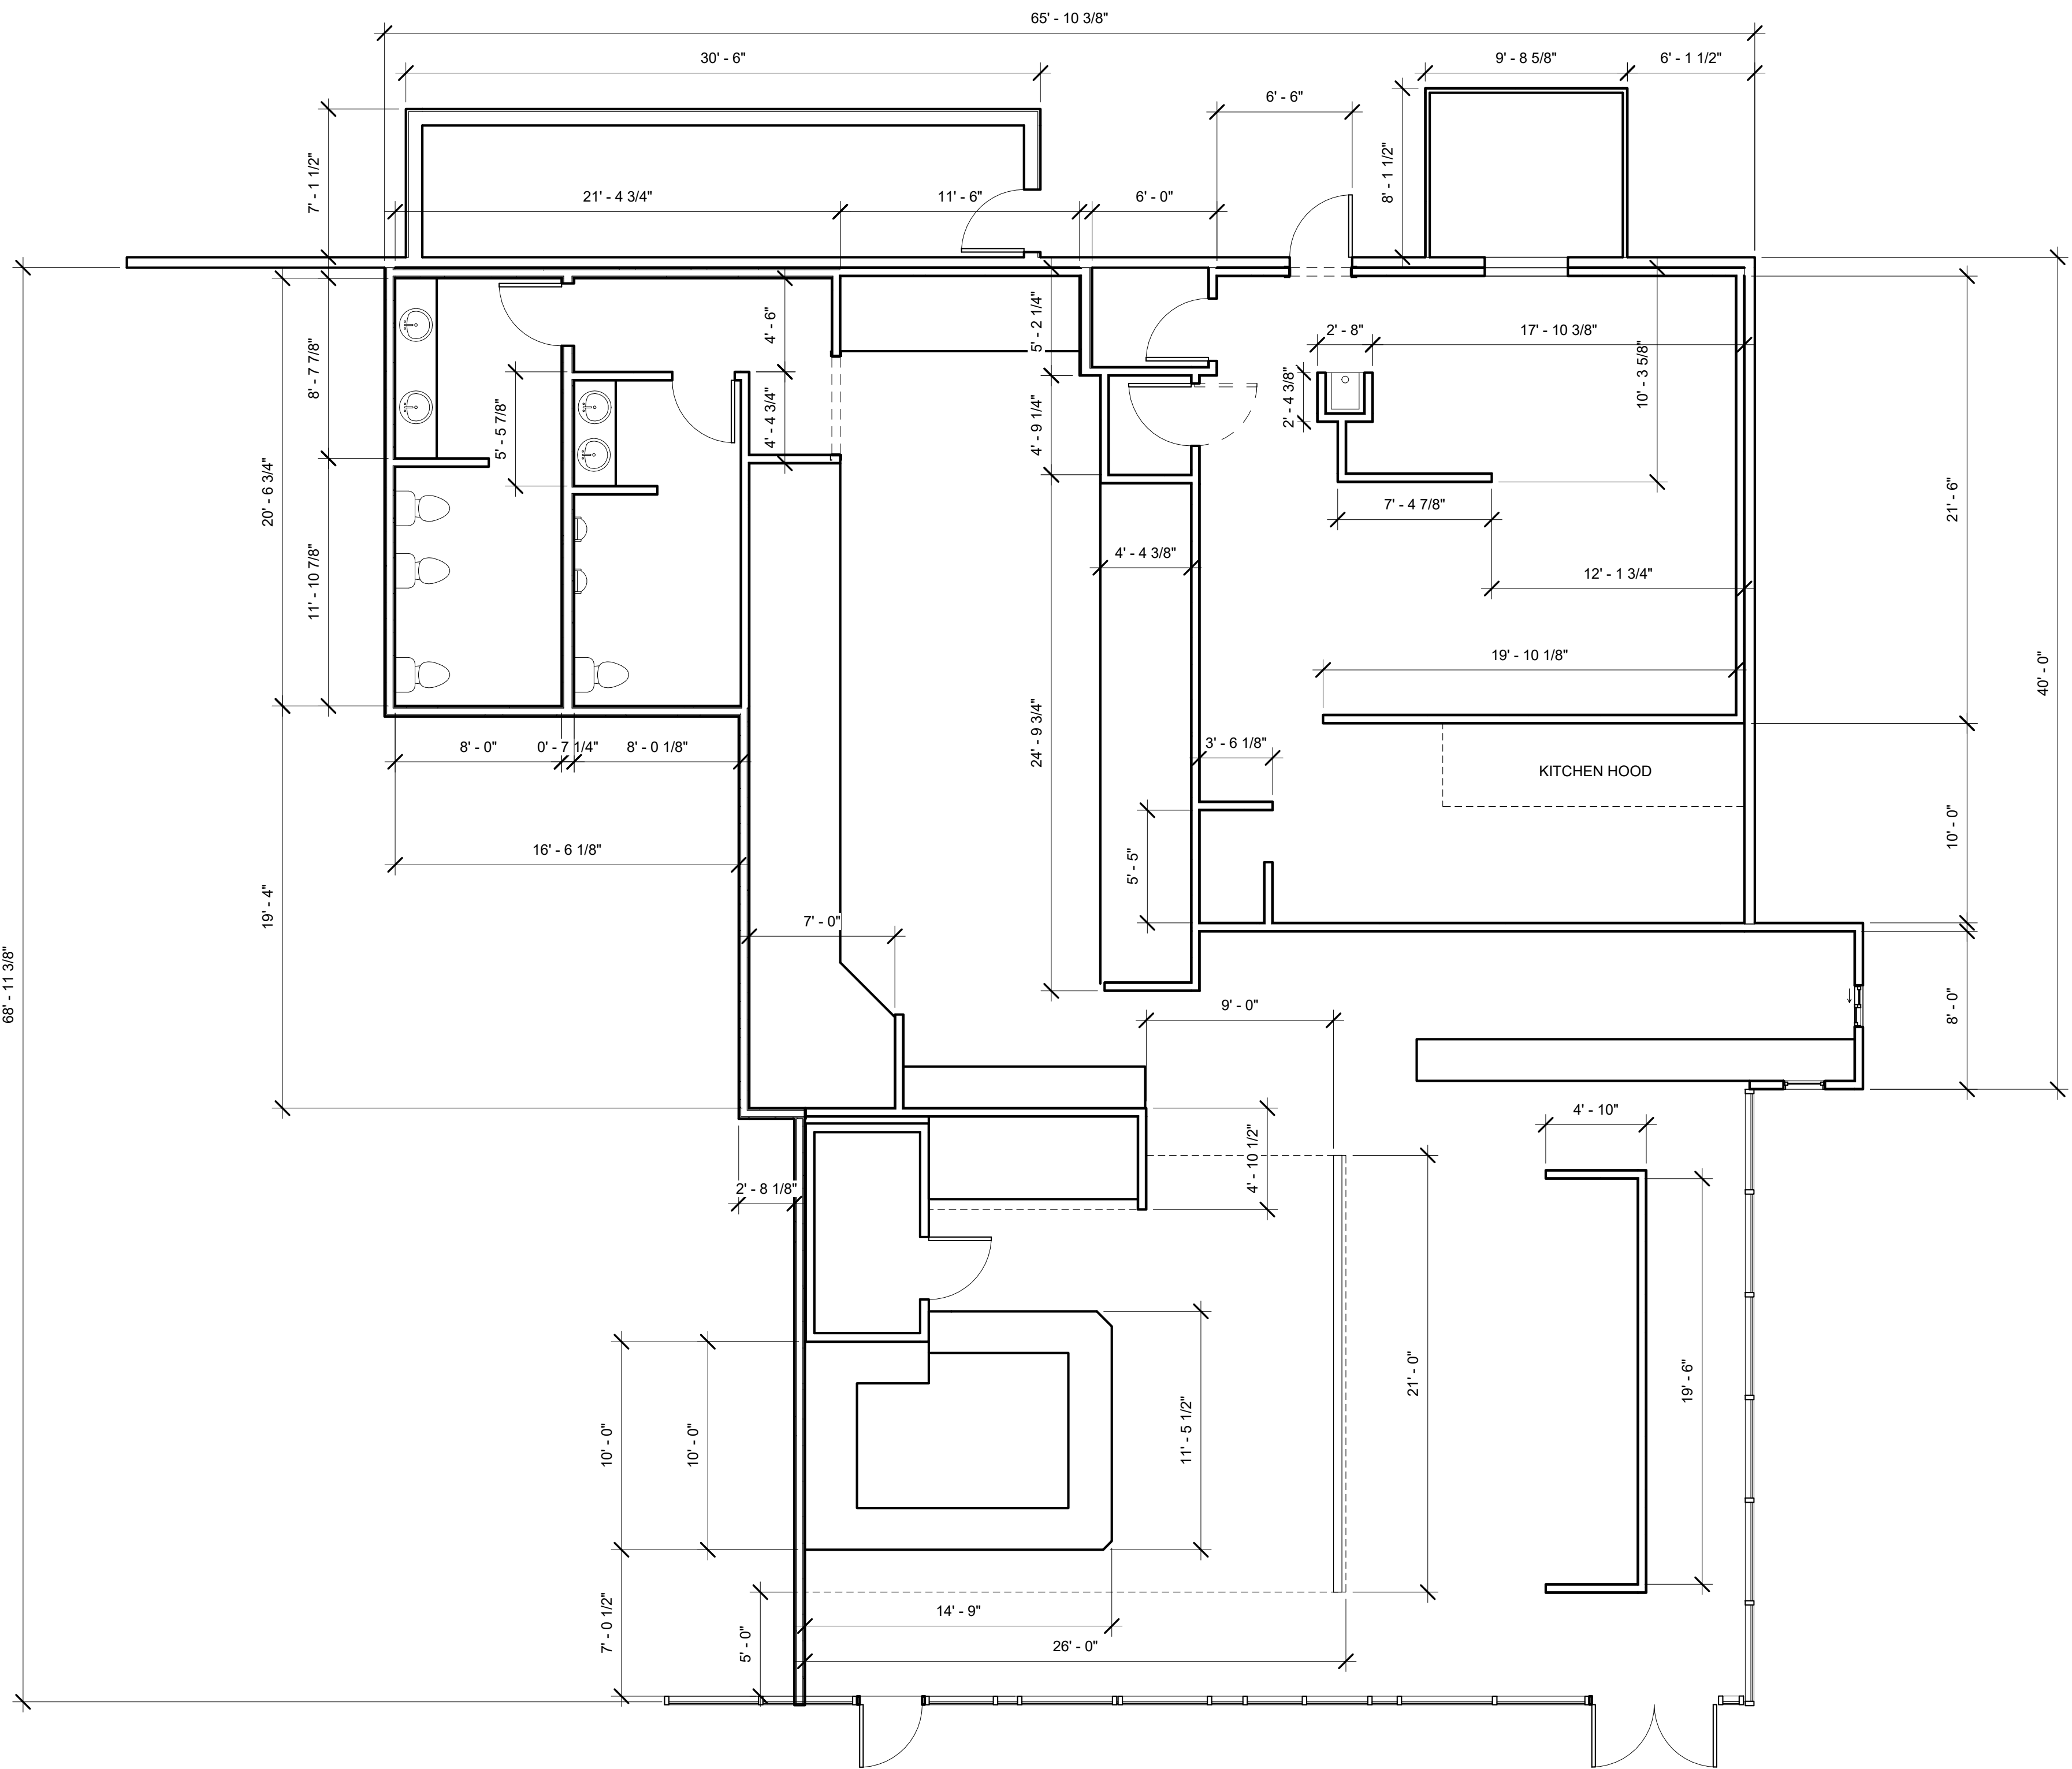 65' - 10 3/8"
30' - 6"
9' - 8 5/8"
6' - 1 1/2"
6' - 6"
7' - 1 1/2"
8' - 1 1/2"
21' - 4 3/4"
11' - 6"
6' - 0"
4' - 6"
5' - 2 1/4"
2' - 8"
17' - 10 3/8"
8' - 7 7/8"
10' - 3 5/8"
2' - 4 3/8"
5' - 5 7/8"
4' - 4 3/4"
4' - 9 1/4"
20' - 6 3/4"
7' - 4 7/8"
21' - 6"
4' - 4 3/8"
12' - 1 3/4"
11' - 10 7/8"
19' - 10 1/8"
40' - 0"
24' - 9 3/4"
8' - 0"
0' - 7 1/4"
8' - 0 1/8"
3' - 6 1/8"
KITCHEN HOOD
10' - 0"
16' - 6 1/8"
5' - 5"
19' - 4"
7' - 0"
68' - 11 3/8"
9' - 0"
8' - 0"
4' - 10"
4' - 10 1/2"
2' - 8 1/8"
21' - 0"
19' - 6"
10' - 0"
10' - 0"
11' - 5 1/2"
14' - 9"
7' - 0 1/2"
5' - 0"
26' - 0"